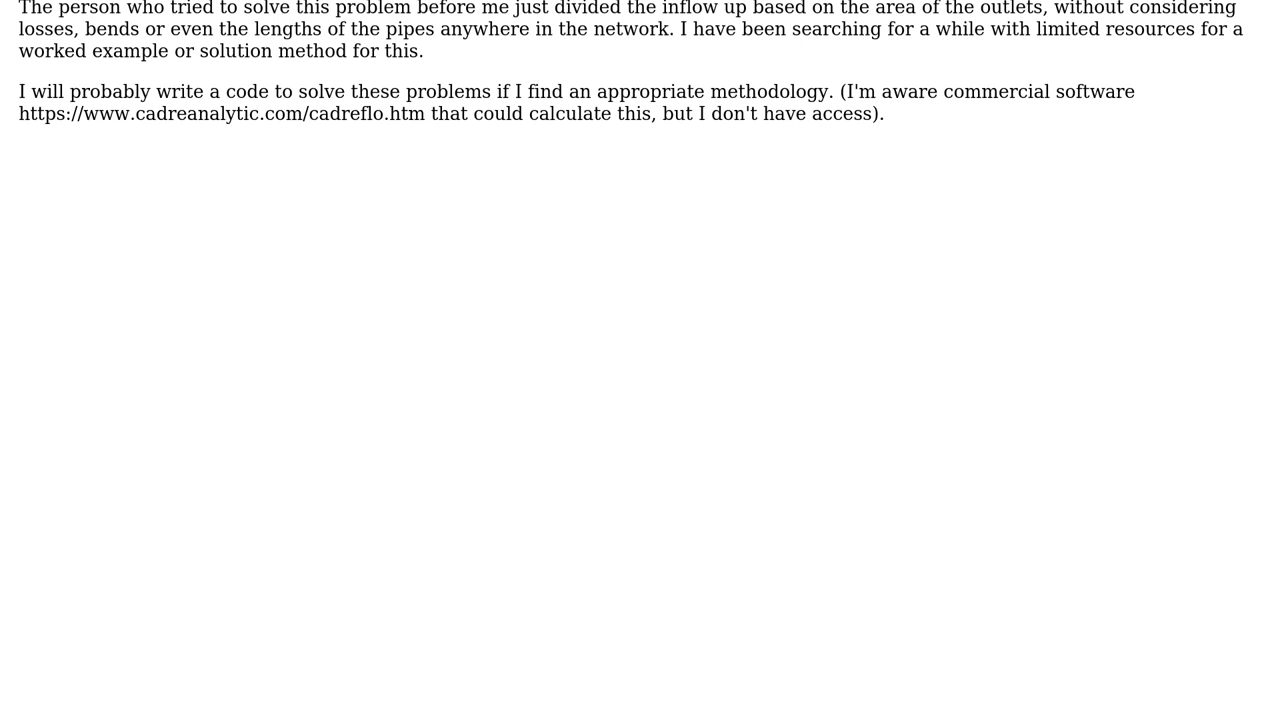 The person who tried to solve this problem before me just divided the inflow up based on the area of the outlets, without considering
losses, bends or even the lengths of the pipes anywhere in the network. I have been searching for a while with limited resources for a
worked example or solution method for this.
I will probably write a code to solve these problems if I find an appropriate methodology. (I'm aware commercial software
https://www.cadreanalytic.com/cadreflo.htm that could calculate this, but I don't have access).